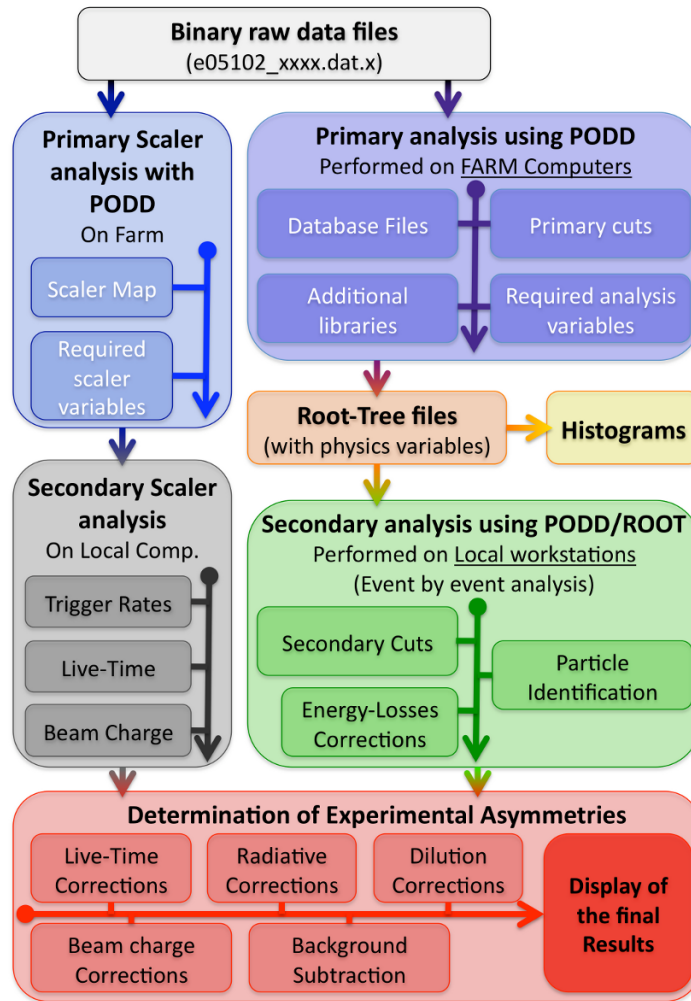 Binary raw data files
(e05102_xxxx.dat.x)
Primary Scaler
analysis with
PODD
On Farm
Scaler Map
Required
scaler
variables
Primary analysis using PODD
Performed on FARM Computers
Database Files
Primary cuts
Additional
libraries
Required analysis
variables
Root-Tree files
(with physics variables)
Histograms
Secondary Scaler
analysis
On Local Comp.
Trigger Rates
Live-Time
Beam Charge
Secondary analysis using PODD/ROOT
Performed on Local workstations
(Event by event analysis)
Secondary Cuts
Particle
Identification
Energy-Losses
Corrections
Determination of Experimental Asymmetries
Live-Time
Corrections
Radiative
Corrections
Dilution
Corrections
Beam charge
Corrections
Background
Subtraction
Display of
the final
Results